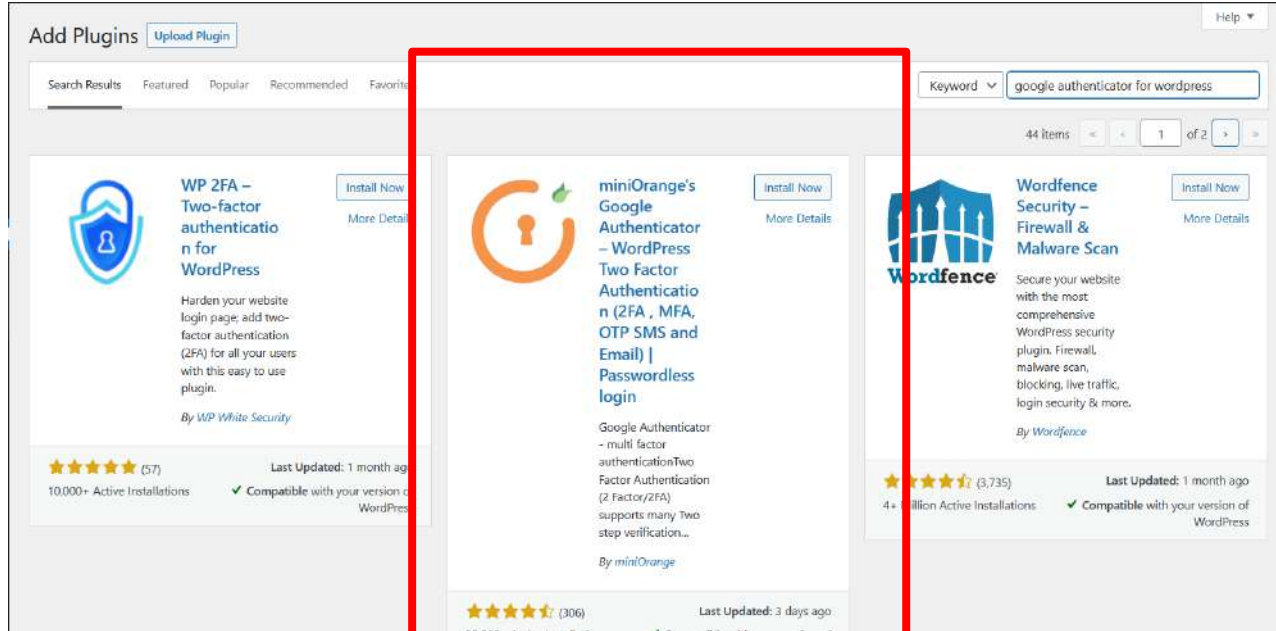 Help ▼
Add Plugins Upload Plugin
Search Results Featured Popular Recommended Favorite
Keyword google authenticator for wordpress
44 items « ‹ 1 of 2 › »
WP 2FA –
Two-factor
authenticatio
n for
WordPress
Install Now
More Detail
Harden your website
login page; add two-
factor authentication
(2FA) for all your users
with this easy to use
plugin.
By WP White Security
(57)
Last Updated: 1 month ag
10,000+ Active Installations
✔ Compatible with your version o
WordPres
miniOrange's
Google
Authenticator
– WordPress
Two Factor
Authenticatio
n (2FA , MFA,
OTP SMS and
Email) |
Passwordless
login
Install Now
More Details
Google Authenticator
- multi factor
authenticationTwo
Factor Authentication
(2 Factor/2FA)
supports many Two
step verification...
By miniOrange
(306)
Last Updated: 3 days ago
Wordfence
Wordfence
Security –
Firewall &
Malware Scan
Install Now
More Details
Secure your website
with the most
comprehensive
WordPress security
plugin. Firewall,
malware scan,
blocking, live traffic,
login security & more.
By Wordfence
(3,735)
Last Updated: 1 month ago
4+ Million Active Installations
✔ Compatible with your version of
WordPress